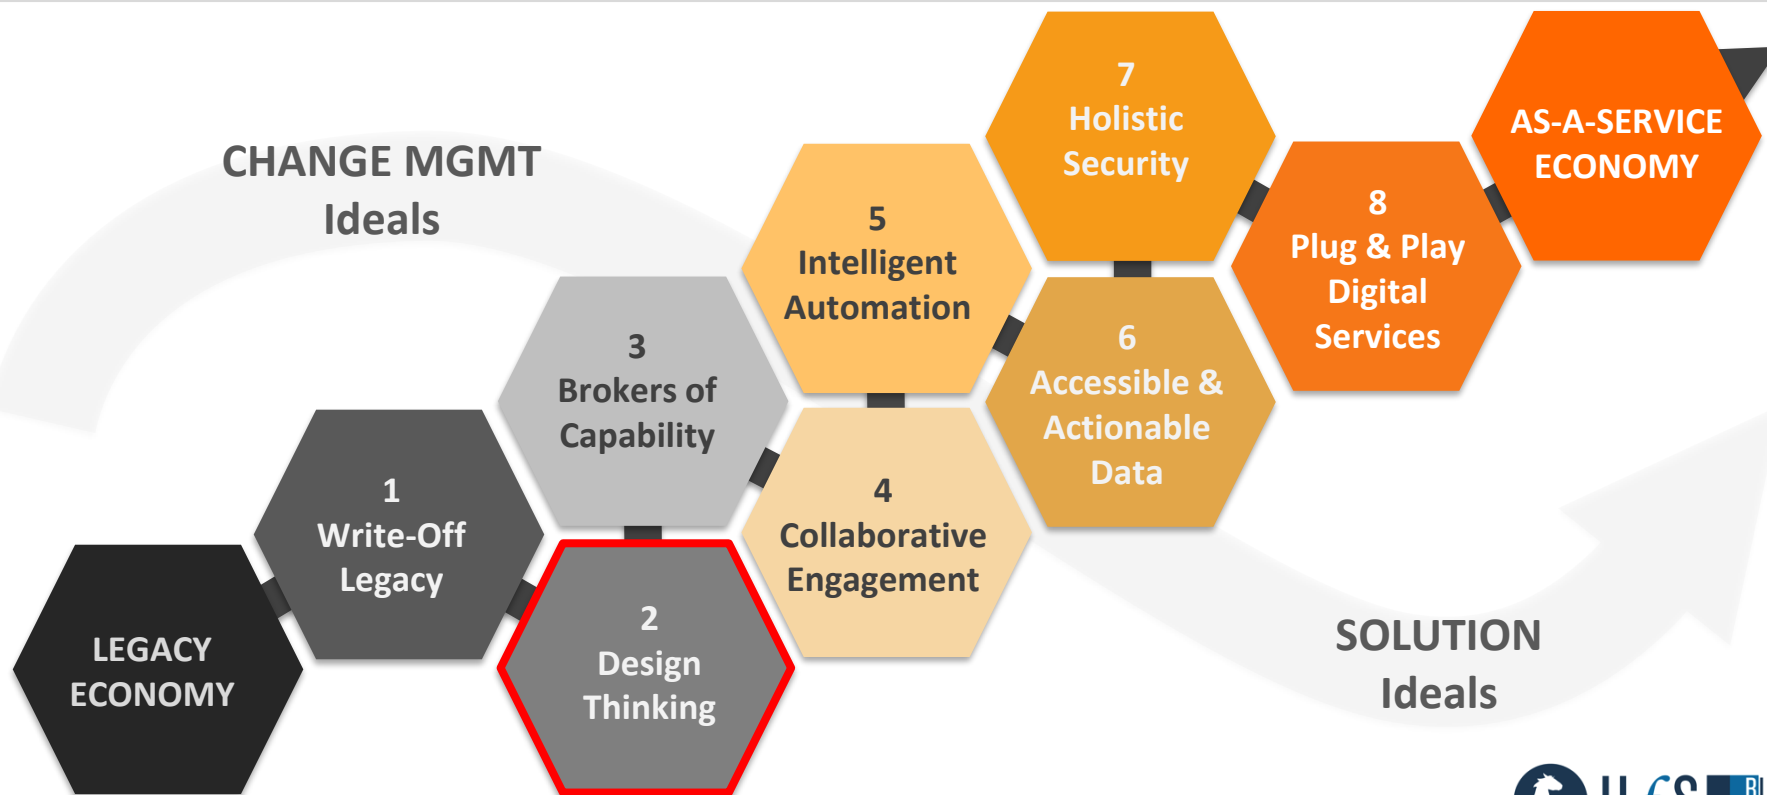 CHANGE MGMT
Ideals
LEGACY
ECONOMY
1
Write-Off
Legacy
2
Design
Thinking
3
Brokers of
Capability
4
Collaborative
Engagement
5
Intelligent
Automation
6
Accessible &
Actionable
Data
7
Holistic
Security
8
Plug & Play
Digital
Services
AS-A-SERVICE
ECONOMY
SOLUTION
Ideals